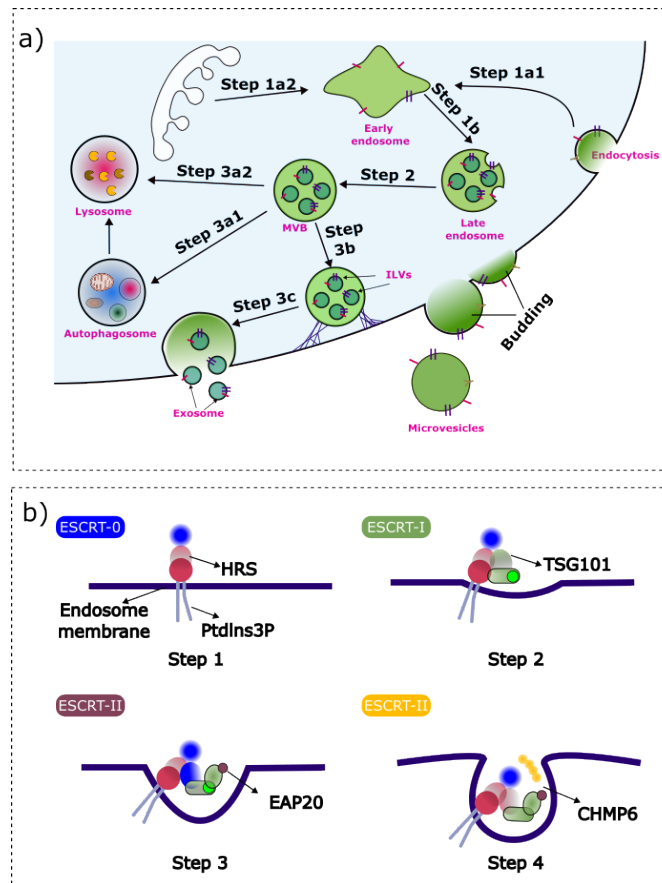 a)
Step 1a2
Step 1a1
Early
endosome
Step 1b
Endocytosis
Step 3a2
Step 2
Lysosome
MVB
Late
endosome
Step 3a1
Step
3b
ILVs
Autophagosome
Step 3c
Budding
Exosome
Microvesicles
b)
ESCRT-0
HRS
Endosome
membrane
PtdIns3P
Step 1
ESCRT-I
TSG101
Step 2
ESCRT-II
EAP20
Step 3
ESCRT-II
CHMP6
Step 4